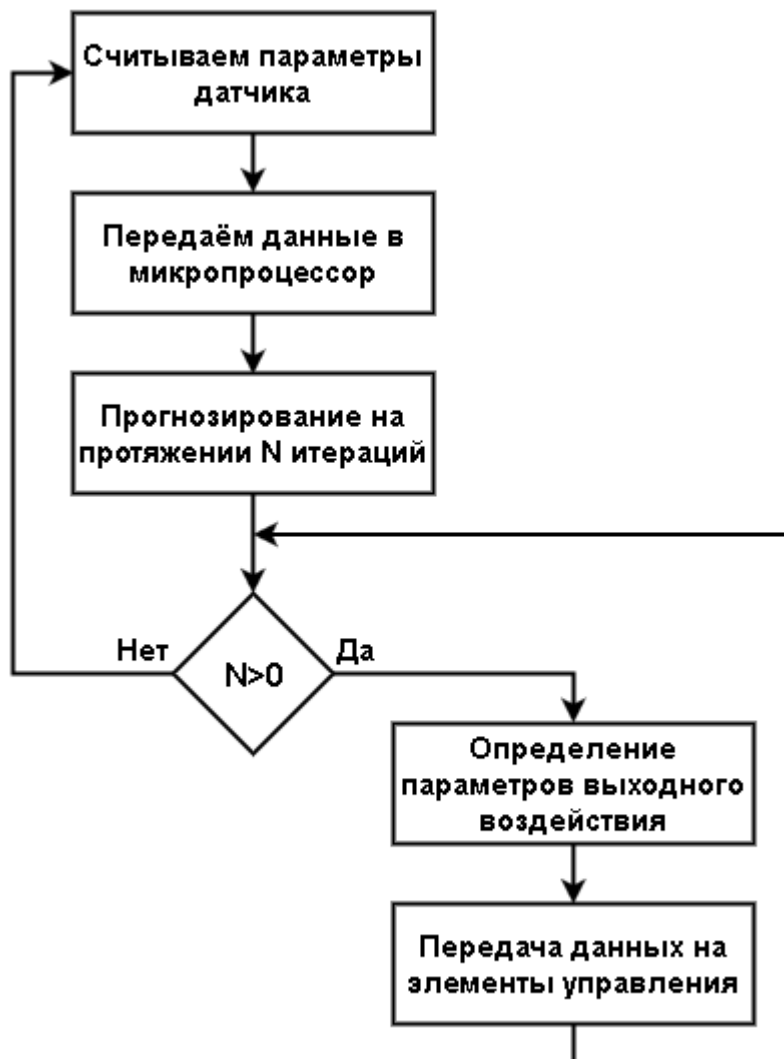 Считываем параметры
датчика
Передаём данные в
микропроцессор
Прогнозирование на
протяжении N итераций
Нет
N>0
Да
Определение
параметров выходного
воздействия
Передача данных на
элементы управления